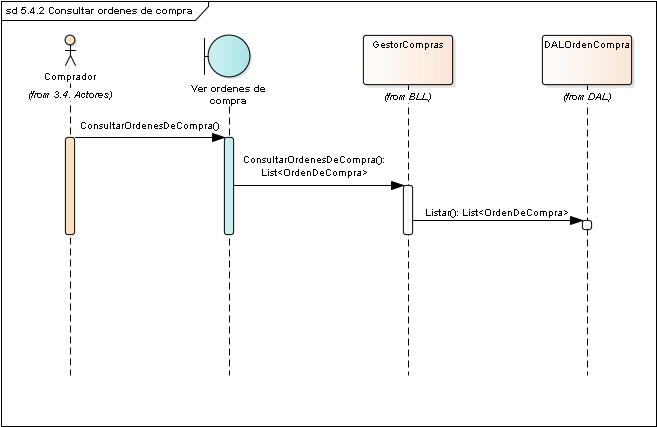 sd 5.4.2 Consultar ordenes de compra
Comprador
(from 3.4. Actores)
Ver ordenes de
compra
GestorCompras
(from BLL)
DALOrdenCompra
(from DAL)
ConsultarOrdenesDeCompra()
ConsultarOrdenesDeCompra():
List<OrdenDeCompra>
Listar(): List<OrdenDeCompra>